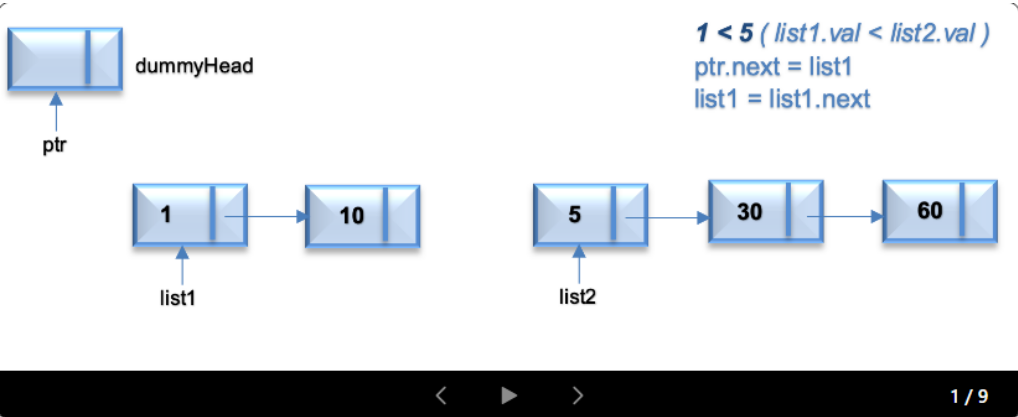 1 < 5 ( list1.val < list2.val )
ptr.next = list1
list1 = list1.next
dummyHead
ptr
1
10
5
30
60
list1
list2
1 / 9